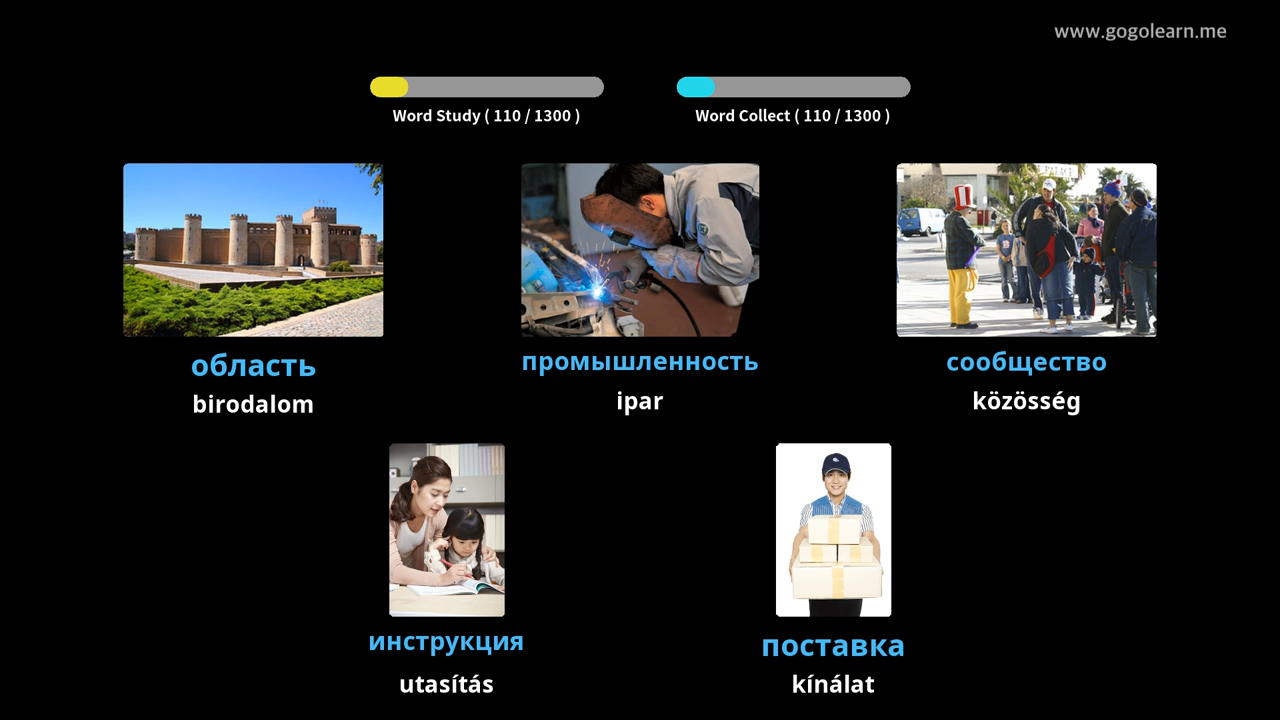 www.gogolearn.me
Word Study ( 110 / 1300 )
Word Collect ( 110 / 1300 )
область
birodalom
промышленность
ipar
сообщество
közösség
инструкция
utasítás
поставка
kínálat